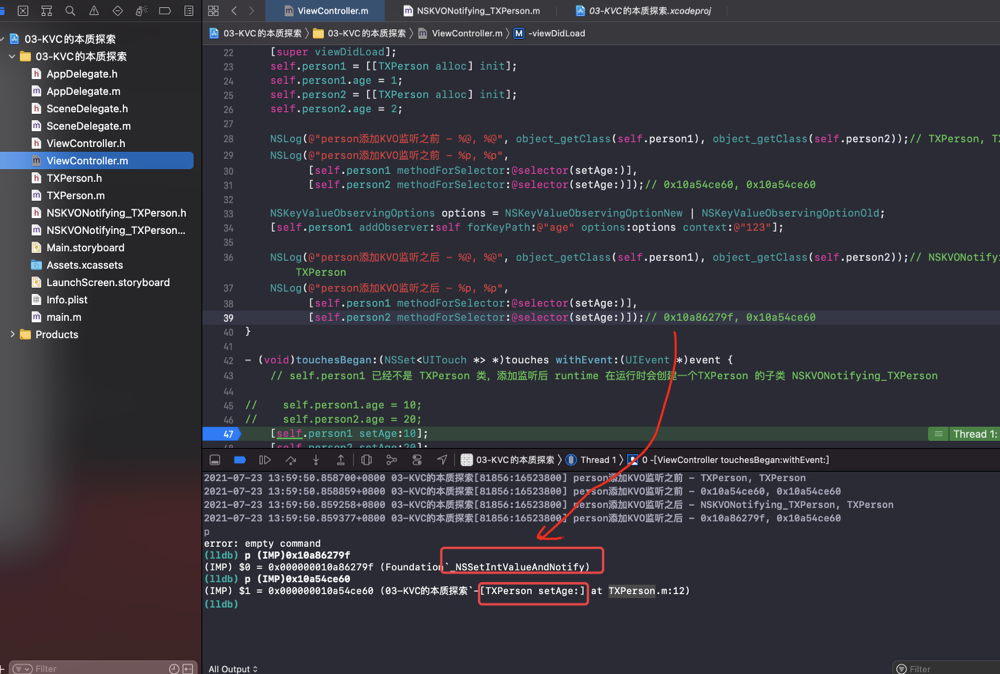 ViewController.m
NSKVONotifying_TXPerson.m
03-KVC的本质探索.xcodeproj
03-KVC的本质探索 〉 03-KVC的本质探索 〉 ViewController.m 〉 M -viewDidLoad
03-KVC的本质探索
03-KVC的本质探索
AppDelegate.h
AppDelegate.m
SceneDelegate.h
SceneDelegate.m
ViewController.h
ViewController.m
TXPerson.h
TXPerson.m
NSKVONotifying_TXPerson.h
NSKVONotifying_TXPerson...
Main.storyboard
Assets.xcassets
LaunchScreen.storyboard
Info.plist
main.m
Products
Filter
22 [super viewDidLoad];
23 self.person1 = [[TXPerson alloc] init];
24 self.person1.age = 1;
25 self.person2 = [[TXPerson alloc] init];
26 self.person2.age = 2;
27
28 NSLog(@"person添加KVO监听之前 - %@, %@", object_getClass(self.person1), object_getClass(self.person2));// TXPerson, T
29 NSLog(@"person添加KVO监听之前 - %p, %p",
30 [self.person1 methodForSelector:@selector(setAge:)],
31 [self.person2 methodForSelector:@selector(setAge:)]);// 0x10a54ce60, 0x10a54ce60
32
33 NSKeyValueObservingOptions options = NSKeyValueObservingOptionNew | NSKeyValueObservingOptionOld;
34 [self.person1 addObserver:self forKeyPath:@"age" options:options context:@"123"];
35
36 NSLog(@"person添加KVO监听之后 - %@, %@", object_getClass(self.person1), object_getClass(self.person2));// NSKVONotify
TXPerson
37 NSLog(@"person添加KVO监听之后 - %p, %p",
38 [self.person1 methodForSelector:@selector(setAge:)],
39 [self.person2 methodForSelector:@selector(setAge:)]);// 0x10a86279f, 0x10a54ce60
40 }
41
42 - (void)touchesBegan:(NSSet<UITouch *> *)touches withEvent:(UIEvent *)event {
43 // self.person1 已经不是 TXPerson 类, 添加监听后 runtime 在运行时会创建一个TXPerson 的子类 NSKVONotifying_TXPerson
44
45 // self.person1.age = 10;
46 // self.person2.age = 20;
47 [self.person1 setAge:10]; Thread 1:
48 [self.person2 setAge:20];
03-KVC的本质探索 〉 Thread 1 〉 0 -[ViewController touchesBegan:withEvent:]
2021-07-23 13:59:50.858700+0800 03-KVC的本质探索[81856:16523800] person添加KVO监听之前 - TXPerson, TXPerson
2021-07-23 13:59:50.858859+0800 03-KVC的本质探索[81856:16523800] person添加KVO监听之前 - 0x10a54ce60, 0x10a54ce60
2021-07-23 13:59:50.859258+0800 03-KVC的本质探索[81856:16523800] person添加KVO监听之后 - NSKVONotifying_TXPerson, TXPerson
2021-07-23 13:59:50.859377+0800 03-KVC的本质探索[81856:16523800] person添加KVO监听之后 - 0x10a86279f, 0x10a54ce60
p
error: empty command
(lldb) p (IMP)0x10a86279f
(IMP) $0 = 0x000000010a86279f (Foundation`_NSSetIntValueAndNotify)
(lldb) p (IMP)0x10a54ce60
(IMP) $1 = 0x000000010a54ce60 (03-KVC的本质探索`-[TXPerson setAge:] at TXPerson.m:12)
(lldb)
All Output
Filter